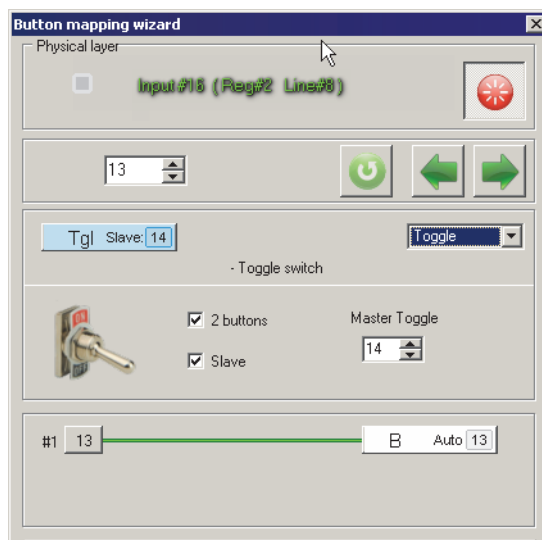 Button mapping wizard
Physical layer
Input#16 (Reg#2 Line#8)
13
Tgl Slave: 14
Toggle
- Toggle switch
2 buttons
Master Toggle
14
Slave
#1 13
B Auto 13